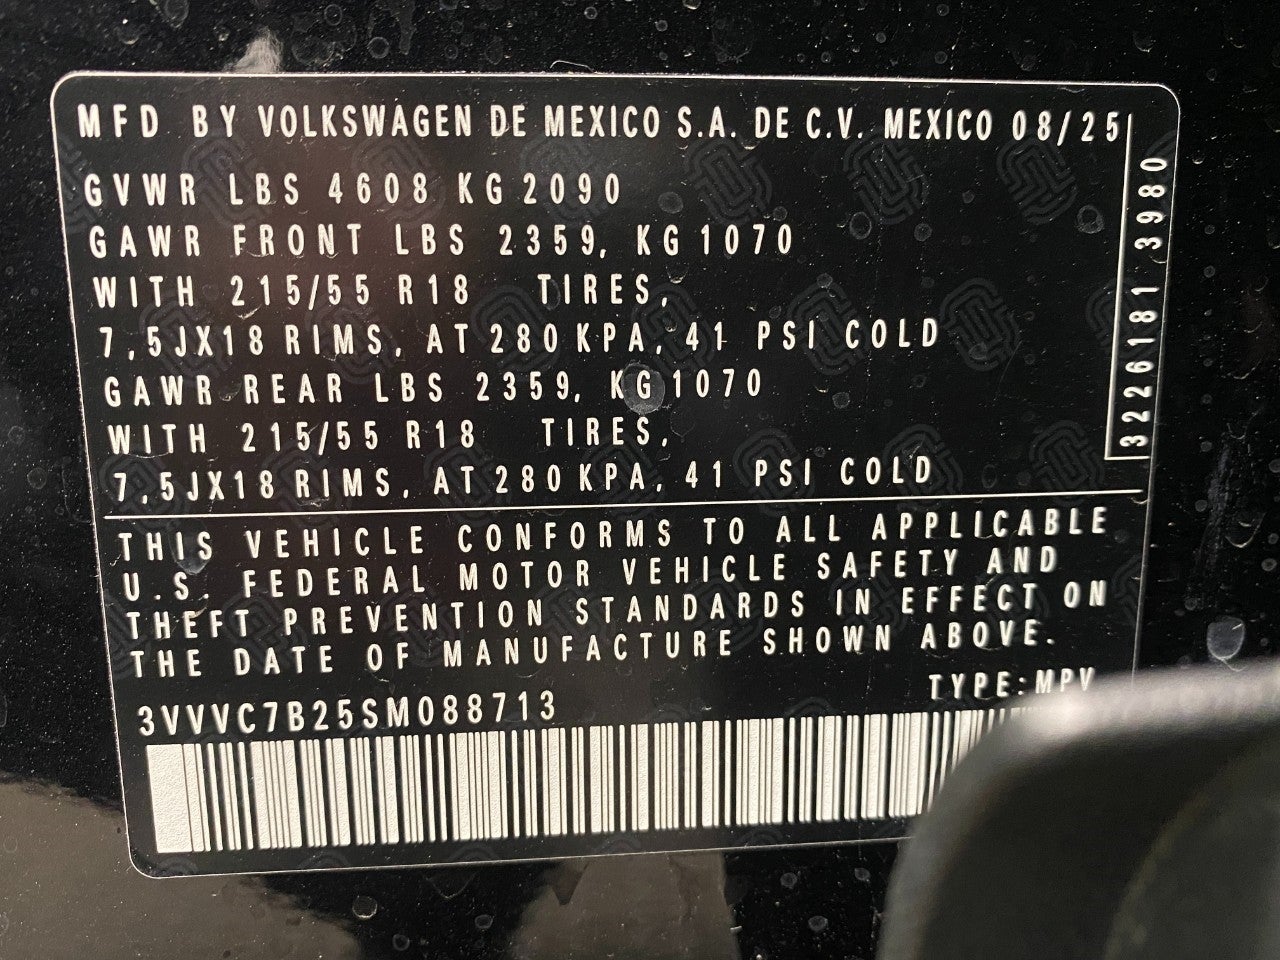 MFD BY VOLKSWAGEN DE MEXICO S.A. DE C.V. MEXICO 08/25
GVWR LBS 4608 KG 2090
GAWR FRONT LBS 2359, KG 1070
WITH 215/55 R18 TIRES,
7,5JX18 RIMS, AT 280 KPA, 41 PSI COLD
GAWR REAR LBS 2359, KG 1070
WITH 215/55 R18 TIRES,
7,5JX18 RIMS, AT 280 KPA, 41 PSI COLD
3226181 3980
THIS VEHICLE CONFORMS TO ALL APPLICABLE
U.S. FEDERAL MOTOR VEHICLE SAFETY AND
THEFT PREVENTION STANDARDS IN EFFECT ON
THE DATE OF MANUFACTURE SHOWN ABOVE.
TYPE:MPV
3VVVC7B25SM088713